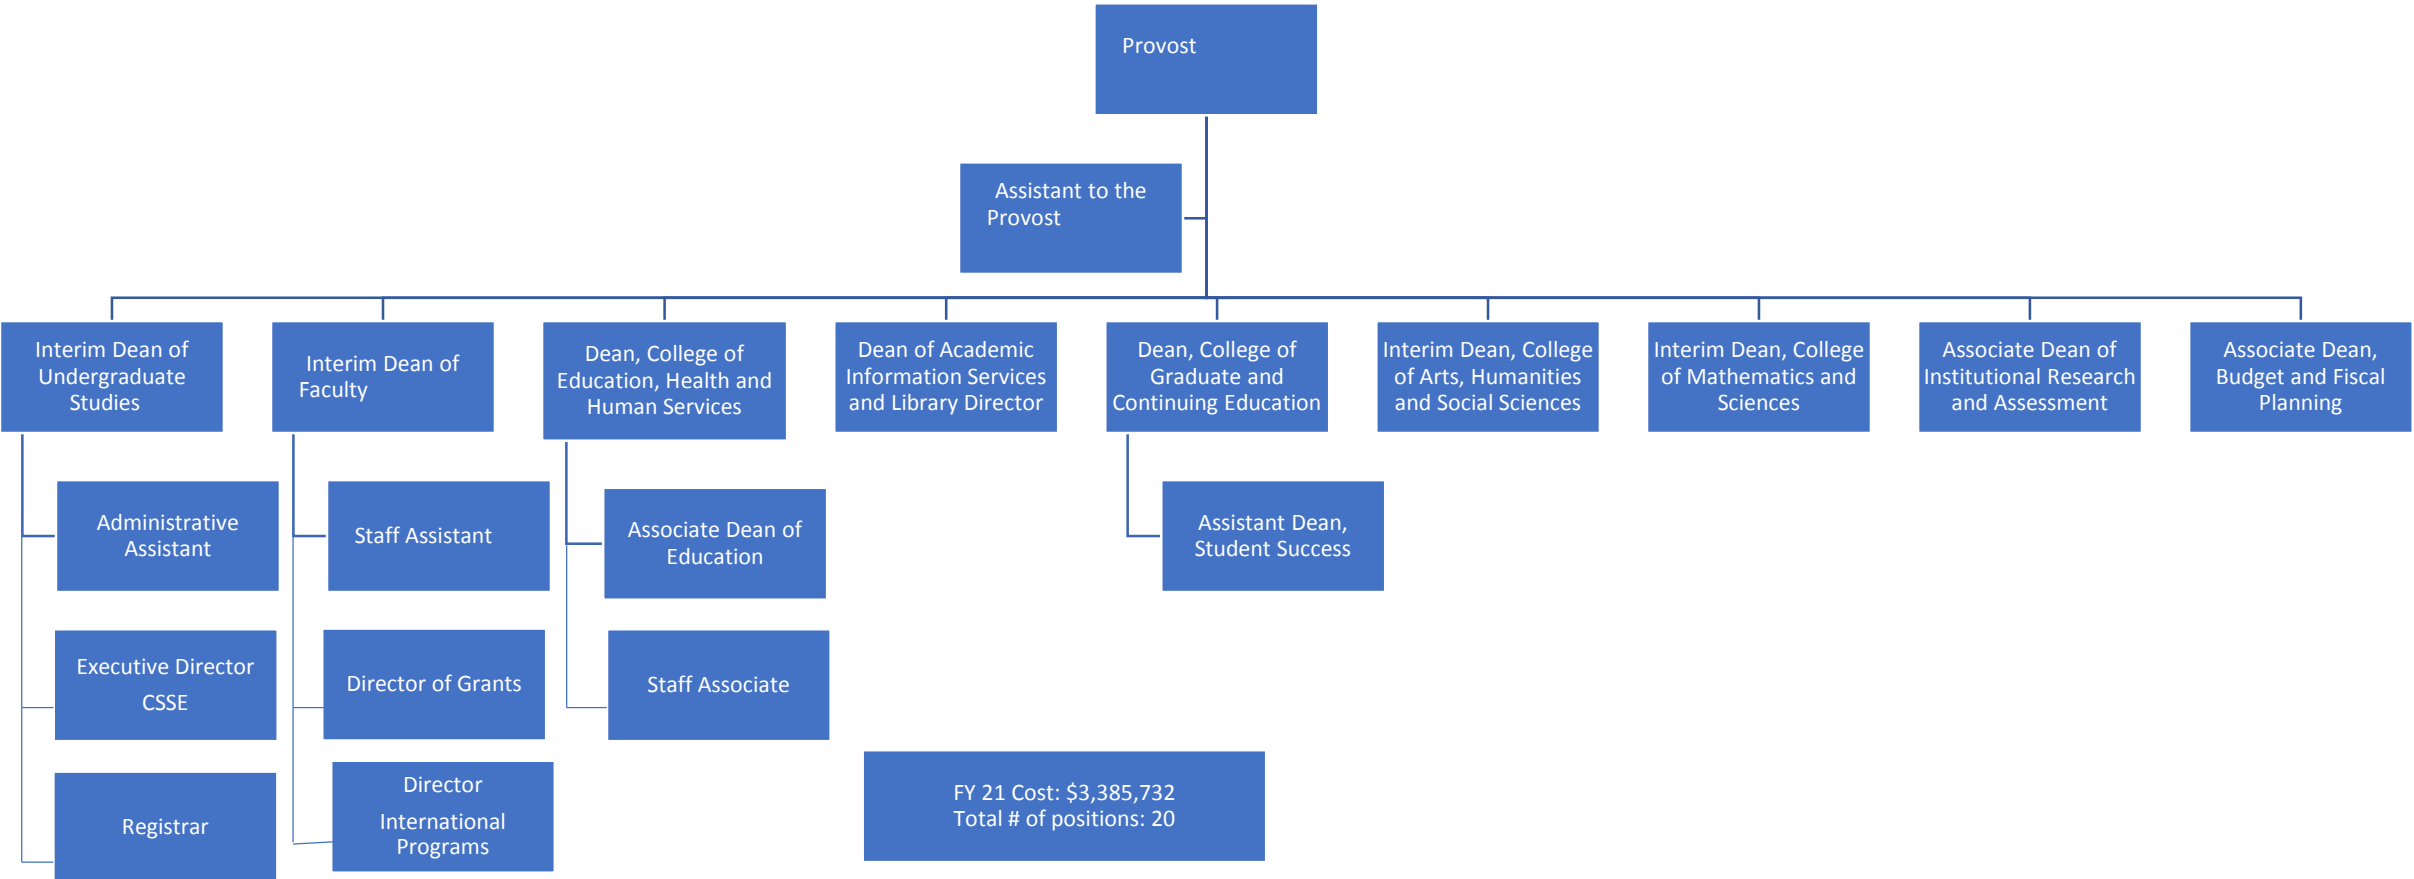 Provost
Assistant to the
Provost
Interim Dean of
Undergraduate
Studies
Interim Dean of
Faculty
Dean, College of
Education, Health and
Human Services
Dean of Academic
Information Services
and Library Director
Dean, College of
Graduate and
Continuing Education
Interim Dean, College
of Arts, Humanities
and Social Sciences
Interim Dean, College
of Mathematics and
Sciences
Associate Dean of
Institutional Research
and Assessment
Associate Dean,
Budget and Fiscal
Planning
Administrative
Assistant
Staff Assistant
Associate Dean of
Education
Assistant Dean,
Student Success
Executive Director
CSSE
Director of Grants
Staff Associate
Registrar
Director
International
Programs
FY 21 Cost: $3,385,732
Total # of positions: 20